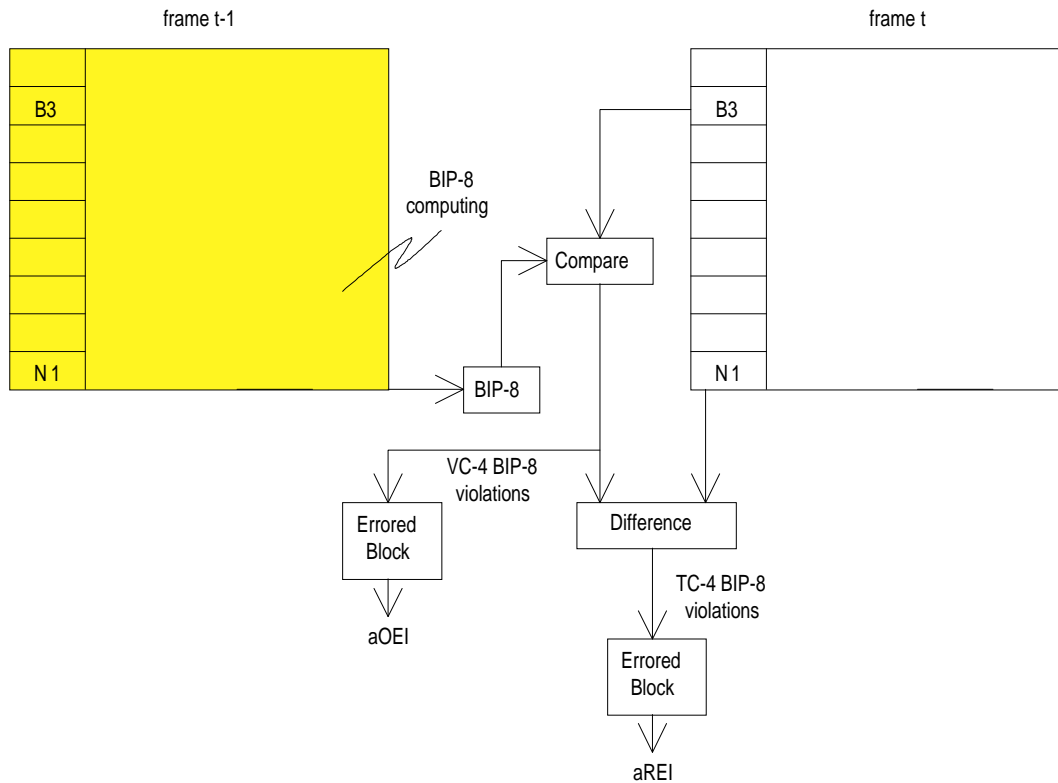 frame t-1
frame t
B3
B3
BIP-8
computing
Compare
N1
BIP-8
N1
VC-4 BIP-8
violations
Errored
Block
Difference
TC-4 BIP-8
violations
aOEI
Errored
Block
aREI